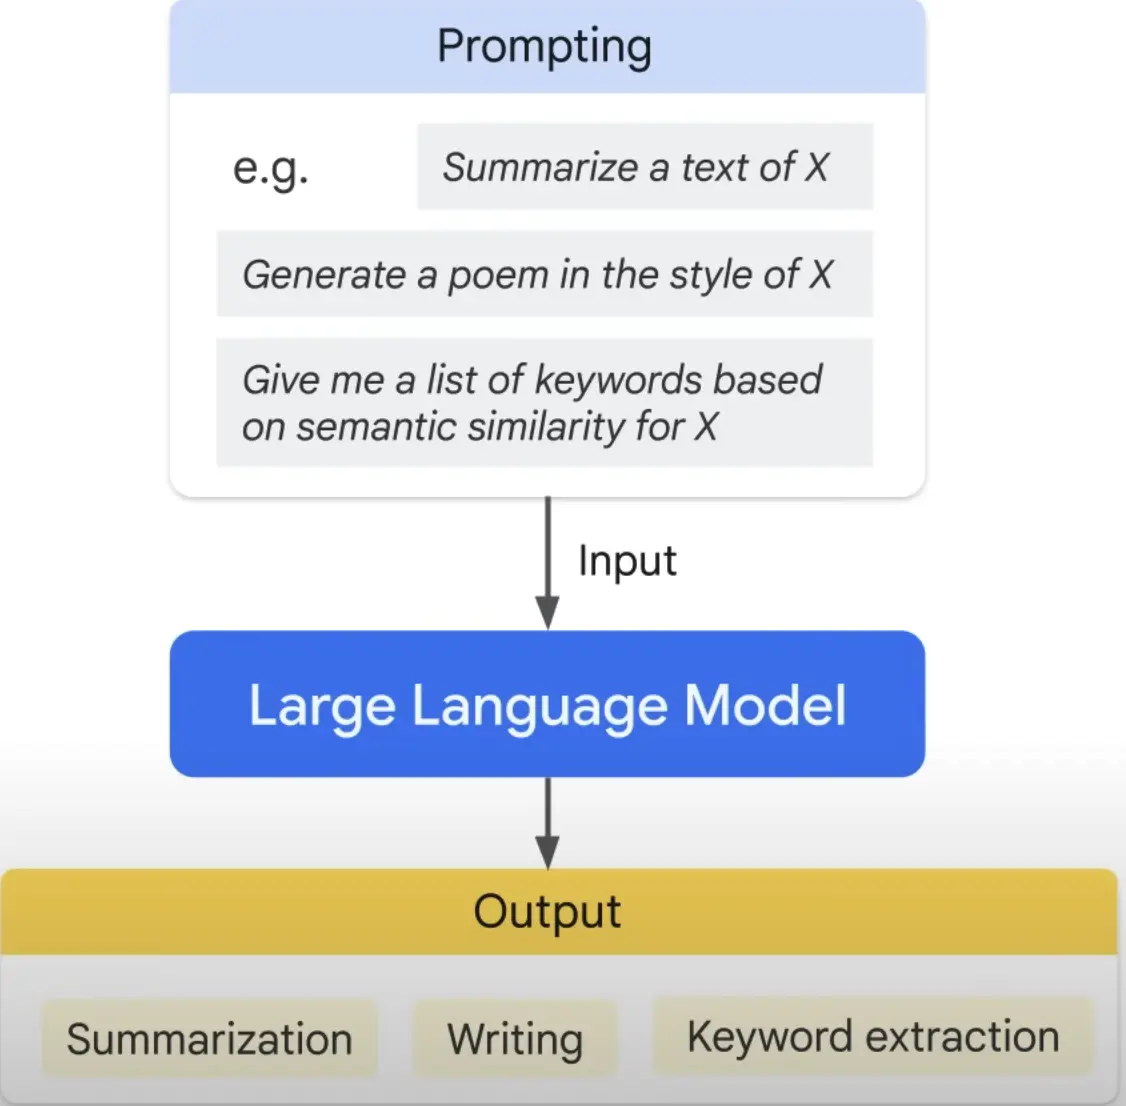 Prompting
e.g.
Summarize a text of X
Generate a poem in the style of X
Give me a list of keywords based
on semantic similarity for X
Input
Large Language Model
Output
Summarization
Writing
Keyword extraction